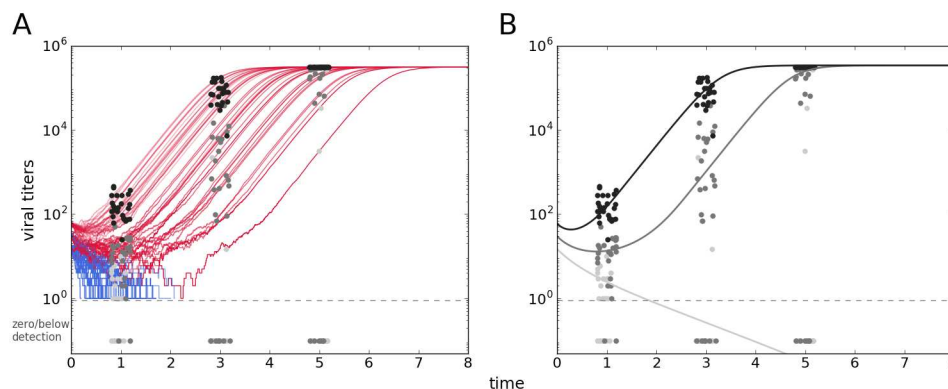 A
B
viral titers
10^6
10^4
10^2
10^0
zero/below
detection
0 1 2 3 4 5 6 7 8
10^6
10^4
10^2
10^0
0 1 2 3 4 5 6 7
time